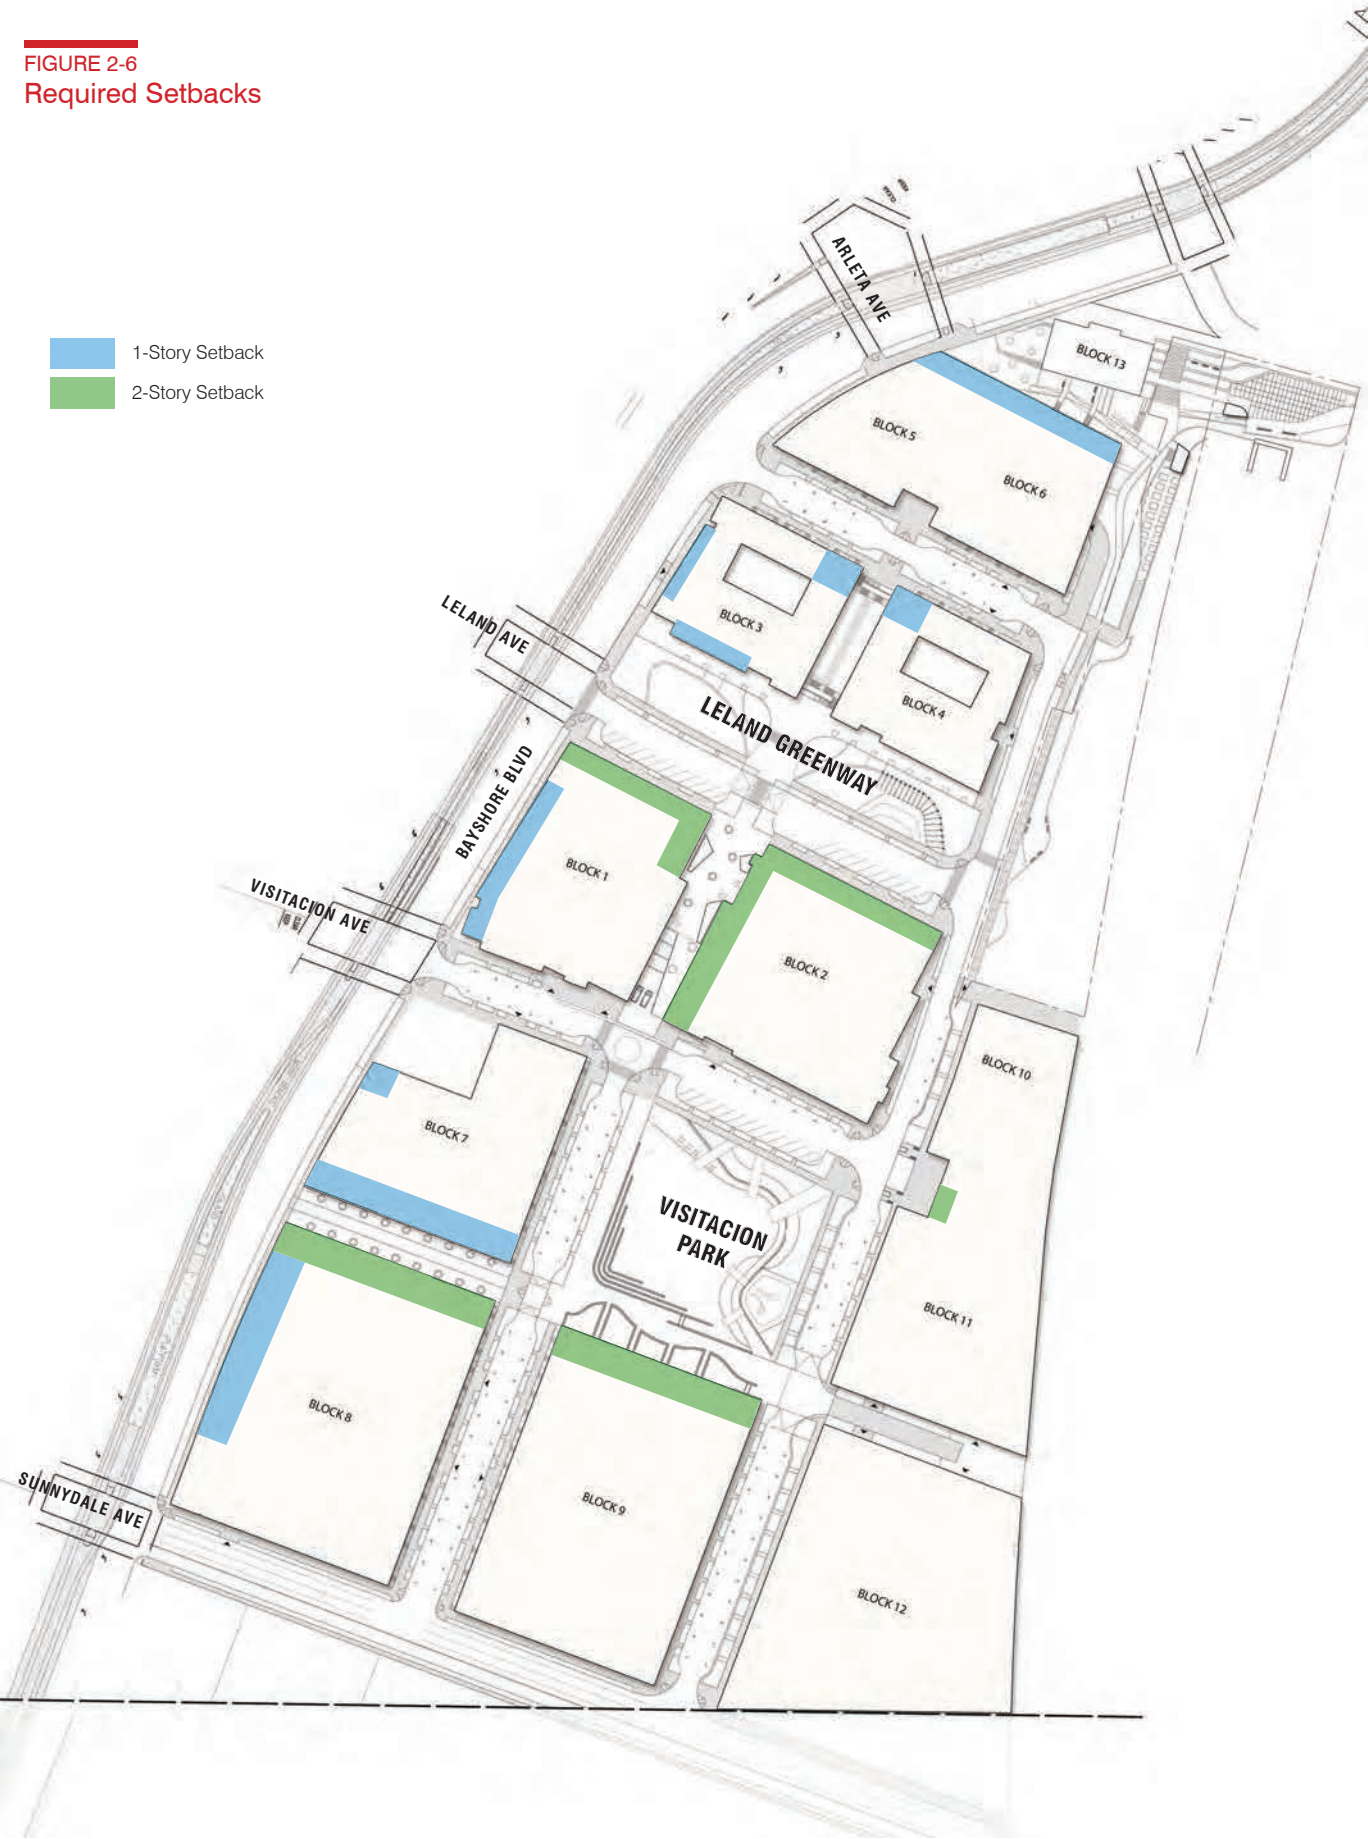 FIGURE 2-6
Required Setbacks
1-Story Setback
2-Story Setback
ARLETA AVE
BLOCK 13
BLOCK 5
BLOCK 6
LELAND AVE
BLOCK 3
BLOCK 4
LELAND GREENWAY
BAYSHORE BLVD
BLOCK 1
VISITACION AVE
BLOCK 2
BLOCK 10
BLOCK 7
VISITACION
PARK
BLOCK 11
BLOCK 8
SUNNYDALE AVE
BLOCK 9
BLOCK 12